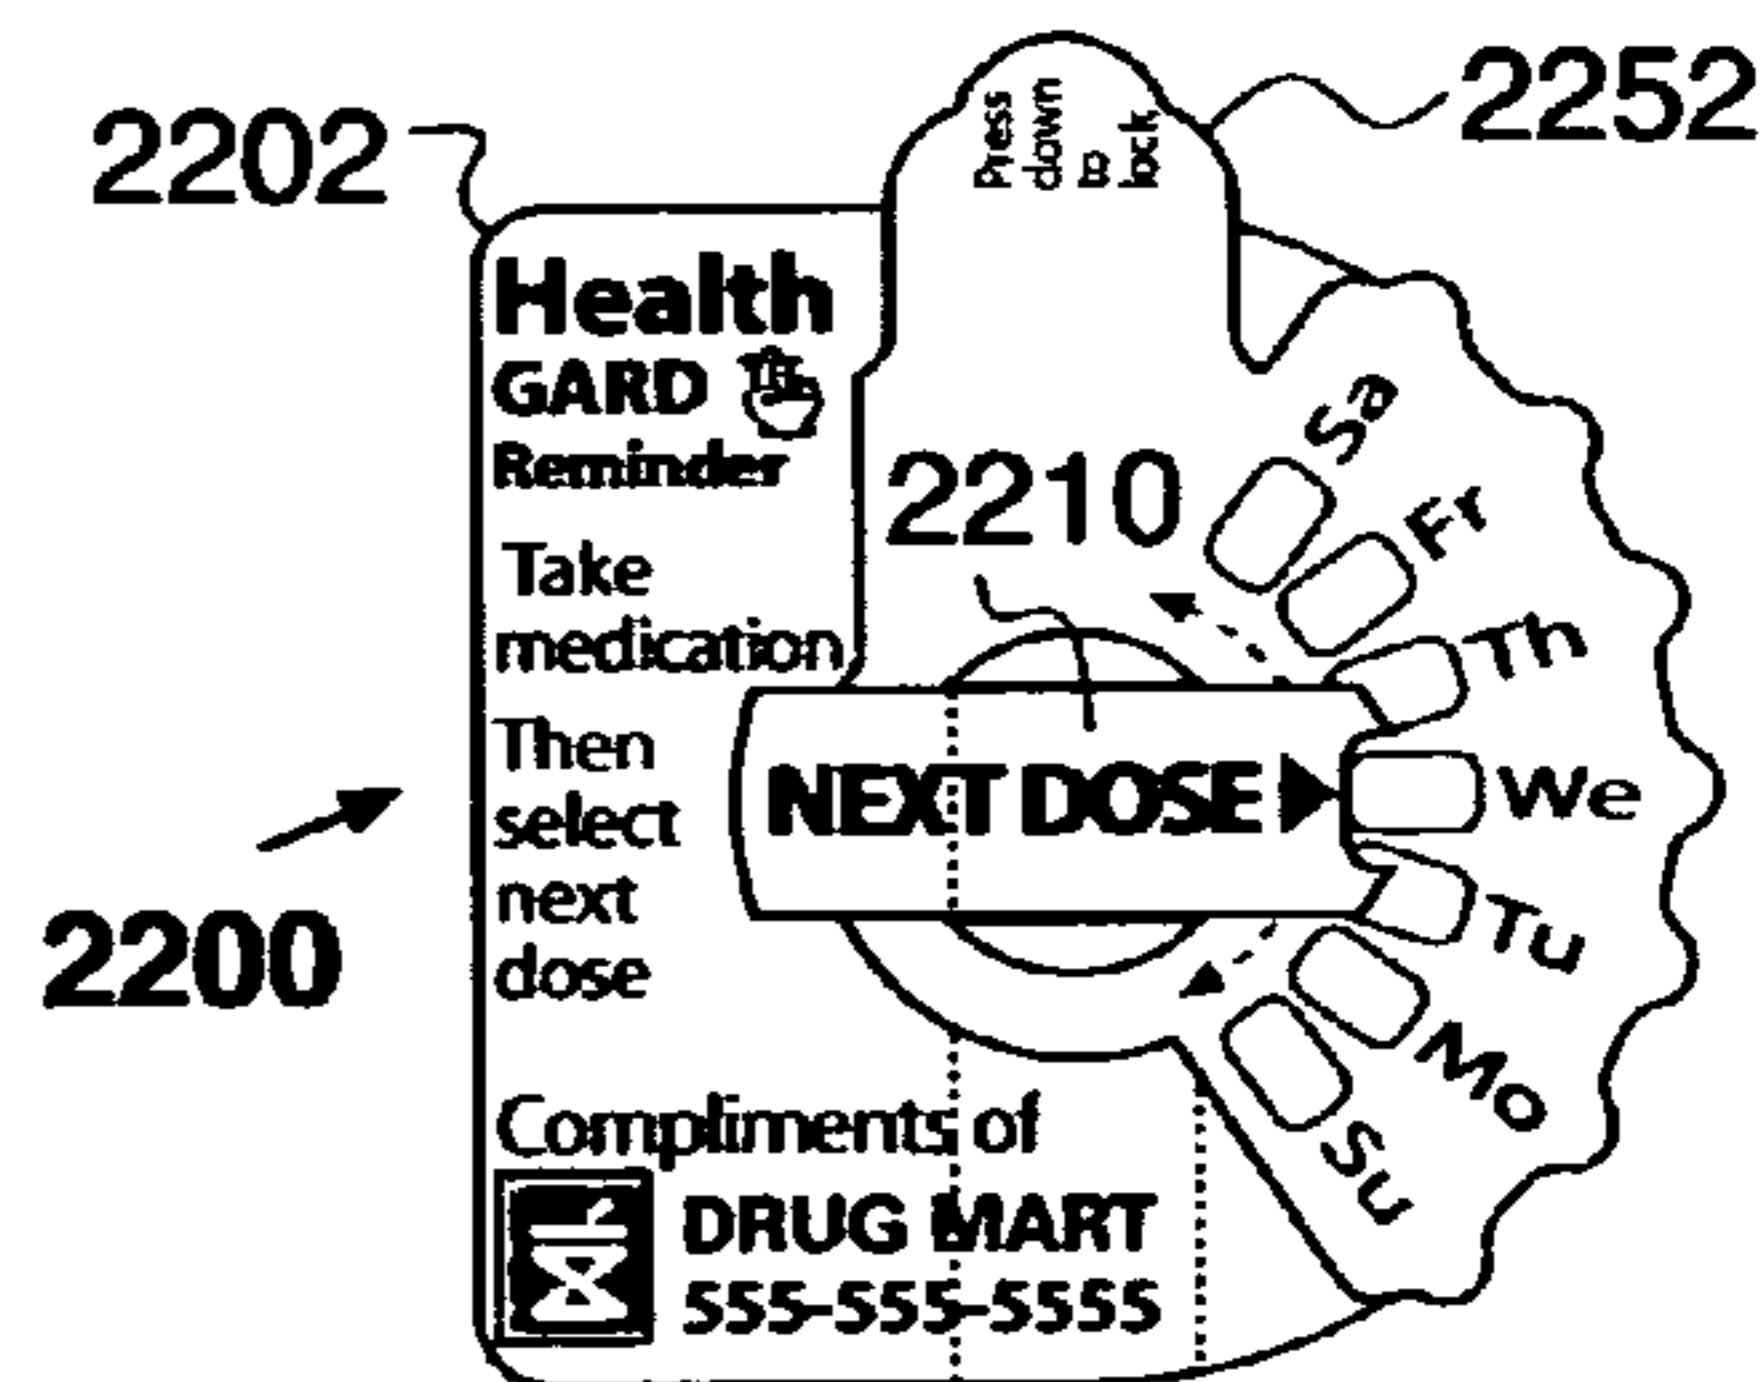 2252
2202
Press
down
to
lock
Health
GARD
Reminder
Take
medication
Then
select
next
dose
2210
NEXT DOSE
Sa
Fr
Th
We
Tu
Mo
Su
2200
Compliments of
DRUG MART
555-555-5555